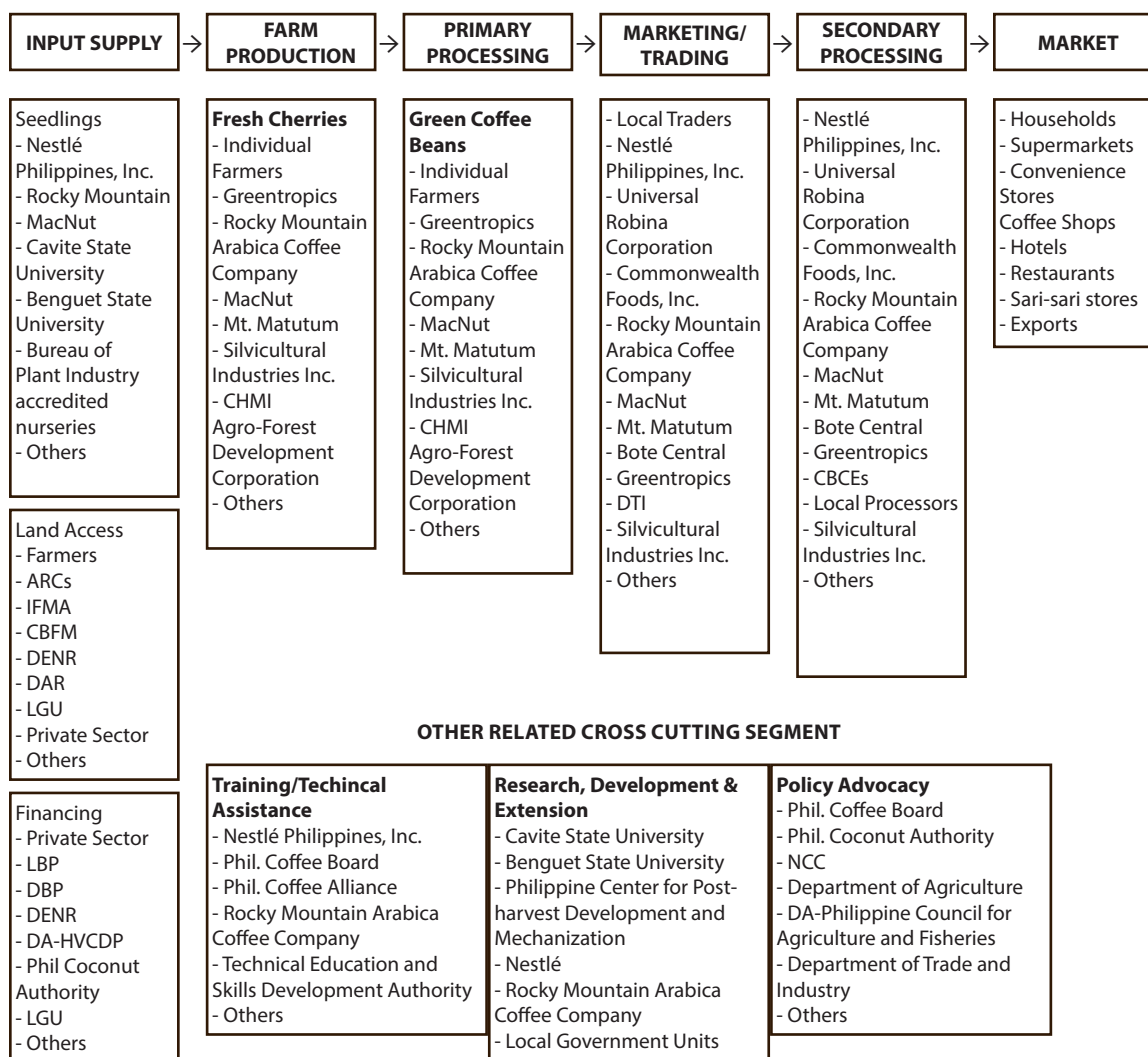 INPUT SUPPLY
→
FARM
PRODUCTION
→
PRIMARY
PROCESSING
→
MARKETING/
TRADING
→
SECONDARY
PROCESSING
→
MARKET
Seedlings
- Nestlé
Philippines, Inc.
- Rocky Mountain
- MacNut
- Cavite State
University
- Benguet State
University
- Bureau of
Plant Industry
accredited
nurseries
- Others
Land Access
- Farmers
- ARCs
- IFMA
- CBFM
- DENR
- DAR
- LGU
- Private Sector
- Others
Financing
- Private Sector
- LBP
- DBP
- DENR
- DA-HVCDP
- Phil Coconut
Authority
- LGU
- Others
Fresh Cherries
- Individual
Farmers
- Greentropics
- Rocky Mountain
Arabica Coffee
Company
- MacNut
- Mt. Matutum
- Silvicultural
Industries Inc.
- CHMI
Agro-Forest
Development
Corporation
- Others
Green Coffee
Beans
- Individual
Farmers
- Greentropics
- Rocky Mountain
Arabica Coffee
Company
- MacNut
- Mt. Matutum
- Silvicultural
Industries Inc.
- CHMI
Agro-Forest
Development
Corporation
- Others
- Local Traders
- Nestlé
Philippines, Inc.
- Universal
Robina
Corporation
- Commonwealth
Foods, Inc.
- Rocky Mountain
Arabica Coffee
Company
- MacNut
- Mt. Matutum
- Bote Central
- Greentropics
- DTI
- Silvicultural
Industries Inc.
- Others
- Nestlé
Philippines, Inc.
- Universal
Robina
Corporation
- Commonwealth
Foods, Inc.
- Rocky Mountain
Arabica Coffee
Company
- MacNut
- Mt. Matutum
- Bote Central
- Greentropics
- CBCEs
- Local Processors
- Silvicultural
Industries Inc.
- Others
- Households
- Supermarkets
- Convenience
Stores
Coffee Shops
- Hotels
- Restaurants
- Sari-sari stores
- Exports
OTHER RELATED CROSS CUTTING SEGMENT
Training/Techincal
Assistance
- Nestlé Philippines, Inc.
- Phil. Coffee Board
- Phil. Coffee Alliance
- Rocky Mountain Arabica
Coffee Company
- Technical Education and
Skills Development Authority
- Others
Research, Development &
Extension
- Cavite State University
- Benguet State University
- Philippine Center for Post-
harvest Development and
Mechanization
- Nestlé
- Rocky Mountain Arabica
Coffee Company
- Local Government Units
Policy Advocacy
- Phil. Coffee Board
- Phil. Coconut Authority
- NCC
- Department of Agriculture
- DA-Philippine Council for
Agriculture and Fisheries
- Department of Trade and
Industry
- Others